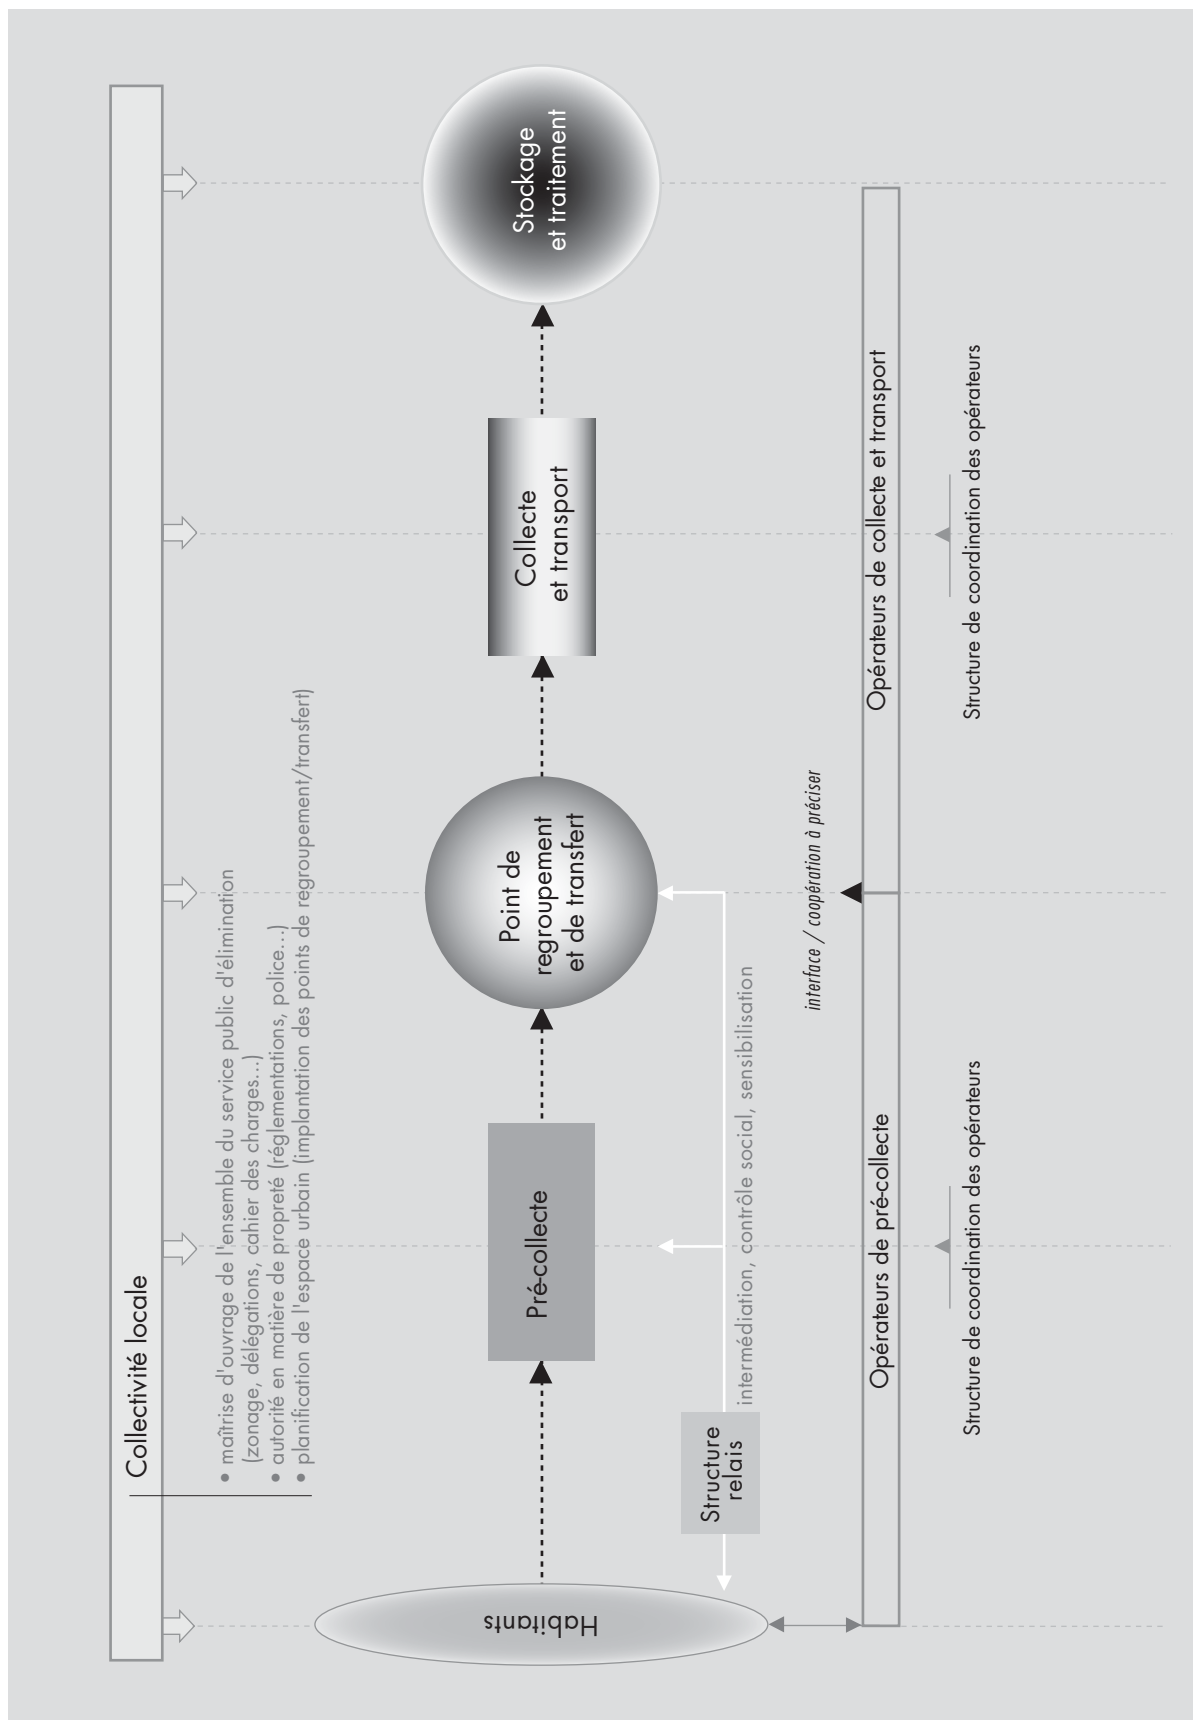 Collectivité locale
• maîtrise d'ouvrage de l'ensemble du service public d'élimination
(zonage, délégations, cahier des charges...)
• autorité en matière de propreté (réglementations, police...)
• planification de l'espace urbain (implantation des points de regroupement/transfert)
Habitants
Pré-collecte
Point de
regroupement
et de transfert
Collecte
et transport
Stockage
et traitement
Structure
relais
intermédiation, contrôle social, sensibilisation
interface / coopération à préciser
Opérateurs de pré-collecte
Opérateurs de collecte et transport
Structure de coordination des opérateurs
Structure de coordination des opérateurs